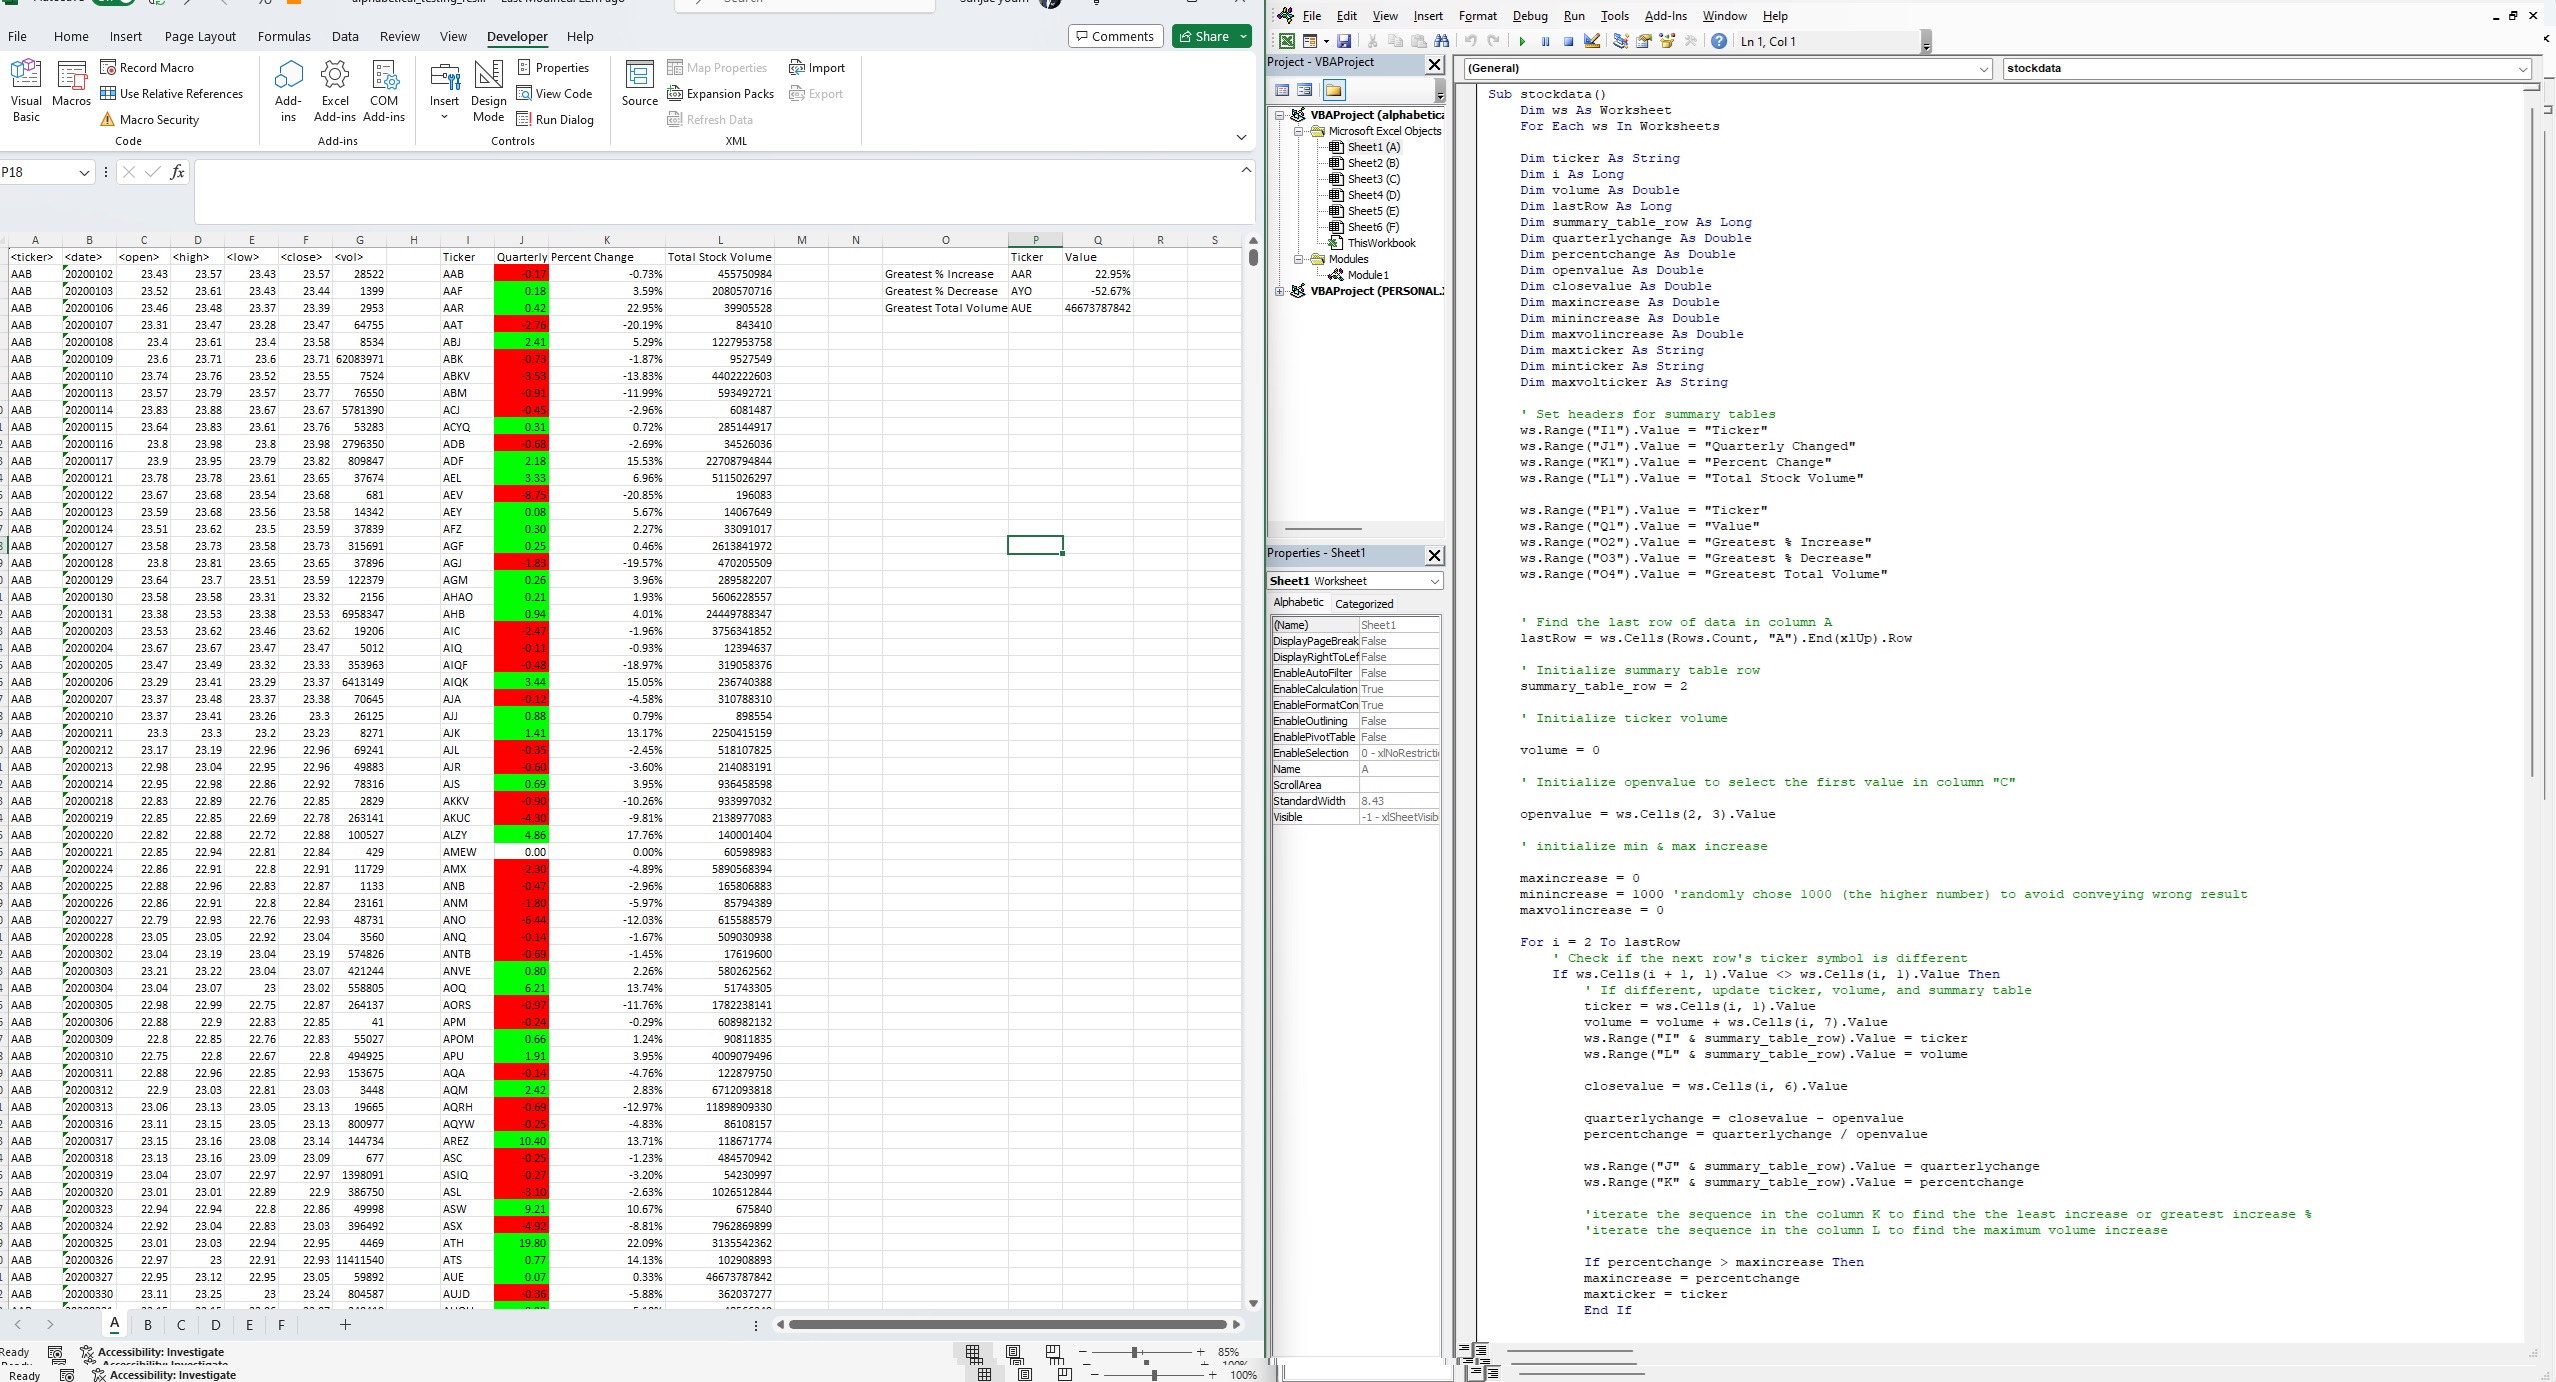 File Home Insert Page Layout Formulas Data Review View Developer Help Comments Share
Visual Basic Macros Record Macro Use Relative References Macro Security Code
Add-ins Excel Add-ins COM Add-ins Add-ins
Insert Design Mode Properties View Code Run Dialog Controls
Source Map Properties Expansion Packs Refresh Data Import Export XML
P18 fx
A B C D E F G H I J K L M N O P Q R S
<ticker> <date> <open> <high> <low> <close> <vol> Ticker Quarterly Percent Change Total Stock Volume Ticker Value
AAB 20200102 23.43 23.57 23.43 23.57 28522 AAB -0.17 -0.73% 455750984 Greatest % Increase AAR 22.95%
AAB 20200103 23.52 23.61 23.43 23.44 1399 AAF 0.18 3.59% 2080570716 Greatest % Decrease AYO -52.67%
AAB 20200106 23.46 23.48 23.37 23.39 2953 AAR 0.42 22.95% 39905528 Greatest Total Volume AUE 46673787842
AAB 20200107 23.31 23.47 23.28 23.47 64755 AAT -2.76 -20.19% 843410
AAB 20200108 23.4 23.61 23.4 23.58 8534 ABJ 2.41 5.29% 1227953758
AAB 20200109 23.6 23.71 23.6 23.71 62083971 ABK -0.73 -1.87% 9527549
AAB 20200110 23.74 23.76 23.52 23.55 7524 ABKV -3.53 -13.83% 4402222603
AAB 20200113 23.57 23.79 23.57 23.77 76550 ABM -0.91 -11.99% 593492721
AAB 20200114 23.83 23.88 23.67 23.67 5781390 ACJ -0.45 -2.96% 6081487
AAB 20200115 23.64 23.83 23.61 23.76 53283 ACYQ 0.31 0.72% 285144917
AAB 20200116 23.8 23.98 23.8 23.98 2796350 ADB -0.68 -2.69% 34526036
AAB 20200117 23.9 23.95 23.79 23.82 809847 ADF 2.18 15.53% 22708794844
AAB 20200121 23.78 23.78 23.61 23.65 37674 AEL 3.33 6.96% 5115026297
AAB 20200122 23.67 23.68 23.54 23.68 681 AEV -8.75 -20.85% 196083
AAB 20200123 23.59 23.68 23.56 23.58 14342 AEY 0.08 5.67% 14067649
AAB 20200124 23.51 23.62 23.5 23.59 37839 AFZ 0.30 2.27% 33091017
AAB 20200127 23.58 23.73 23.58 23.73 315691 AGF 0.25 0.46% 2613841972
AAB 20200128 23.8 23.81 23.65 23.65 37896 AGJ -1.83 -19.57% 470205509
AAB 20200129 23.64 23.7 23.51 23.59 122379 AGM 0.26 3.96% 289582207
AAB 20200130 23.58 23.58 23.31 23.32 2156 AHAO 0.21 1.93% 5606228557
AAB 20200131 23.38 23.53 23.38 23.53 6958347 AHB 0.94 4.01% 24449788347
AAB 20200203 23.53 23.62 23.46 23.62 19206 AIC -2.47 -1.96% 3756341852
AAB 20200204 23.67 23.67 23.47 23.47 5012 AIQ -0.11 -0.93% 12394637
AAB 20200205 23.47 23.49 23.32 23.33 353963 AIQF -0.48 -18.97% 319058376
AAB 20200206 23.29 23.41 23.29 23.37 6413149 AIQK 3.44 15.05% 236740388
AAB 20200207 23.37 23.48 23.37 23.38 70645 AJA -0.12 -4.58% 310788310
AAB 20200210 23.37 23.41 23.26 23.3 26125 AJJ 0.88 0.79% 898554
AAB 20200211 23.3 23.3 23.2 23.23 8271 AJK 1.41 13.17% 2250415159
AAB 20200212 23.17 23.19 22.96 22.96 69241 AJL -0.35 -2.45% 518107825
AAB 20200213 22.98 23.04 22.95 22.96 49883 AJR -0.60 -3.60% 214083191
AAB 20200214 22.95 22.98 22.86 22.92 78316 AJS 0.69 3.95% 936458598
AAB 20200218 22.83 22.89 22.76 22.85 2829 AKKV -0.90 -10.26% 933997032
AAB 20200219 22.85 22.85 22.69 22.78 263141 AKUC -4.30 -9.81% 2138977083
AAB 20200220 22.82 22.88 22.72 22.88 100527 ALZY 4.86 17.76% 140001404
AAB 20200221 22.85 22.94 22.81 22.84 429 AMEW 0.00 0.00% 60598983
AAB 20200224 22.86 22.91 22.8 22.91 11729 AMX -2.30 -4.89% 5890568394
AAB 20200225 22.88 22.96 22.83 22.87 1133 ANB -0.47 -2.96% 165806883
AAB 20200226 22.86 22.91 22.8 22.84 23161 ANM -1.80 -5.97% 85794389
AAB 20200227 22.79 22.93 22.76 22.93 48731 ANO -6.44 -12.03% 615588579
AAB 20200228 23.05 23.05 22.92 23.04 3560 ANQ -0.14 -1.67% 509030938
AAB 20200302 23.04 23.19 23.04 23.19 574826 ANTB -0.69 -1.45% 17619600
AAB 20200303 23.21 23.22 23.04 23.07 421244 ANVE 0.80 2.26% 580262562
AAB 20200304 23.04 23.07 23 23.02 558805 AOQ 6.21 13.74% 51743305
AAB 20200305 22.98 22.99 22.75 22.87 264137 AORS -0.97 -11.76% 1782238141
AAB 20200306 22.88 22.9 22.83 22.85 41 APM -0.24 -0.29% 608982132
AAB 20200309 22.8 22.85 22.76 22.83 55027 APOM 0.66 1.24% 90811835
AAB 20200310 22.75 22.8 22.67 22.8 494925 APU 1.91 3.95% 4009079496
AAB 20200311 22.88 22.96 22.85 22.93 153675 AQA -0.14 -4.76% 122879750
AAB 20200312 22.9 23.03 22.81 23.03 3448 AQM 2.42 2.83% 6712093818
AAB 20200313 23.06 23.13 23.05 23.13 19665 AQRH -0.69 -12.97% 11898909330
AAB 20200316 23.11 23.15 23.05 23.13 800977 AQYW -0.25 -4.83% 86108157
AAB 20200317 23.15 23.16 23.08 23.14 144734 AREZ 10.40 13.71% 118671774
AAB 20200318 23.13 23.16 23.09 23.09 677 ASC -0.25 -1.23% 484570942
AAB 20200319 23.04 23.07 22.97 22.97 1398091 ASIQ -0.27 -3.20% 54230997
AAB 20200320 23.01 23.01 22.89 22.9 386750 ASL -3.10 -2.63% 1026512844
AAB 20200323 22.94 22.94 22.8 22.86 49998 ASW 9.21 10.67% 675840
AAB 20200324 22.92 23.04 22.83 23.03 396492 ASX -4.92 -8.81% 7962869899
AAB 20200325 23.01 23.03 22.94 22.95 4469 ATH 19.80 22.09% 3135542362
AAB 20200326 22.97 23 22.91 22.93 11411540 ATS 0.77 14.13% 102908893
AAB 20200327 22.95 23.12 22.95 23.05 59892 AUE 0.07 0.33% 46673787842
AAB 20200330 23.11 23.25 23 23.24 804587 AUJD -0.36 -5.88% 362037277
A B C D E F
Ready Accessibility: Investigate 85%
Ready Accessibility: Investigate 100%
File Edit View Insert Format Debug Run Tools Add-Ins Window Help
Ln 1, Col 1
Project - VBAProject
VBAProject (alphabetica
Microsoft Excel Objects
Sheet1 (A)
Sheet2 (B)
Sheet3 (C)
Sheet4 (D)
Sheet5 (E)
Sheet6 (F)
ThisWorkbook
Modules
Module1
VBAProject (PERSONAL.
Properties - Sheet1
Sheet1 Worksheet
Alphabetic Categorized
(Name) Sheet1
DisplayPageBreak False
DisplayRightToLef False
EnableAutoFilter False
EnableCalculation True
EnableFormatCon True
EnableOutlining False
EnablePivotTable False
EnableSelection 0 - xlNoRestricti
Name A
ScrollArea
StandardWidth 8.43
Visible -1 - xlSheetVisib
(General) stockdata
Sub stockdata()
Dim ws As Worksheet
For Each ws In Worksheets
Dim ticker As String
Dim i As Long
Dim volume As Double
Dim lastRow As Long
Dim summary_table_row As Long
Dim quarterlychange As Double
Dim percentchange As Double
Dim openvalue As Double
Dim closevalue As Double
Dim maxincrease As Double
Dim minincrease As Double
Dim maxvolincrease As Double
Dim maxticker As String
Dim minticker As String
Dim maxvolticker As String
' Set headers for summary tables
ws.Range("I1").Value = "Ticker"
ws.Range("J1").Value = "Quarterly Changed"
ws.Range("K1").Value = "Percent Change"
ws.Range("L1").Value = "Total Stock Volume"
ws.Range("P1").Value = "Ticker"
ws.Range("Q1").Value = "Value"
ws.Range("O2").Value = "Greatest % Increase"
ws.Range("O3").Value = "Greatest % Decrease"
ws.Range("O4").Value = "Greatest Total Volume"
' Find the last row of data in column A
lastRow = ws.Cells(Rows.Count, "A").End(xlUp).Row
' Initialize summary table row
summary_table_row = 2
' Initialize ticker volume
volume = 0
' Initialize openvalue to select the first value in column "C"
openvalue = ws.Cells(2, 3).Value
' initialize min & max increase
maxincrease = 0
minincrease = 1000 'randomly chose 1000 (the higher number) to avoid conveying wrong result
maxvolincrease = 0
For i = 2 To lastRow
' Check if the next row's ticker symbol is different
If ws.Cells(i + 1, 1).Value <> ws.Cells(i, 1).Value Then
' If different, update ticker, volume, and summary table
ticker = ws.Cells(i, 1).Value
volume = volume + ws.Cells(i, 7).Value
ws.Range("I" & summary_table_row).Value = ticker
ws.Range("L" & summary_table_row).Value = volume
closevalue = ws.Cells(i, 6).Value
quarterlychange = closevalue - openvalue
percentchange = quarterlychange / openvalue
ws.Range("J" & summary_table_row).Value = quarterlychange
ws.Range("K" & summary_table_row).Value = percentchange
'iterate the sequence in the column K to find the the least increase or greatest increase %
'iterate the sequence in the column L to find the maximum volume increase
If percentchange > maxincrease Then
maxincrease = percentchange
maxticker = ticker
End If